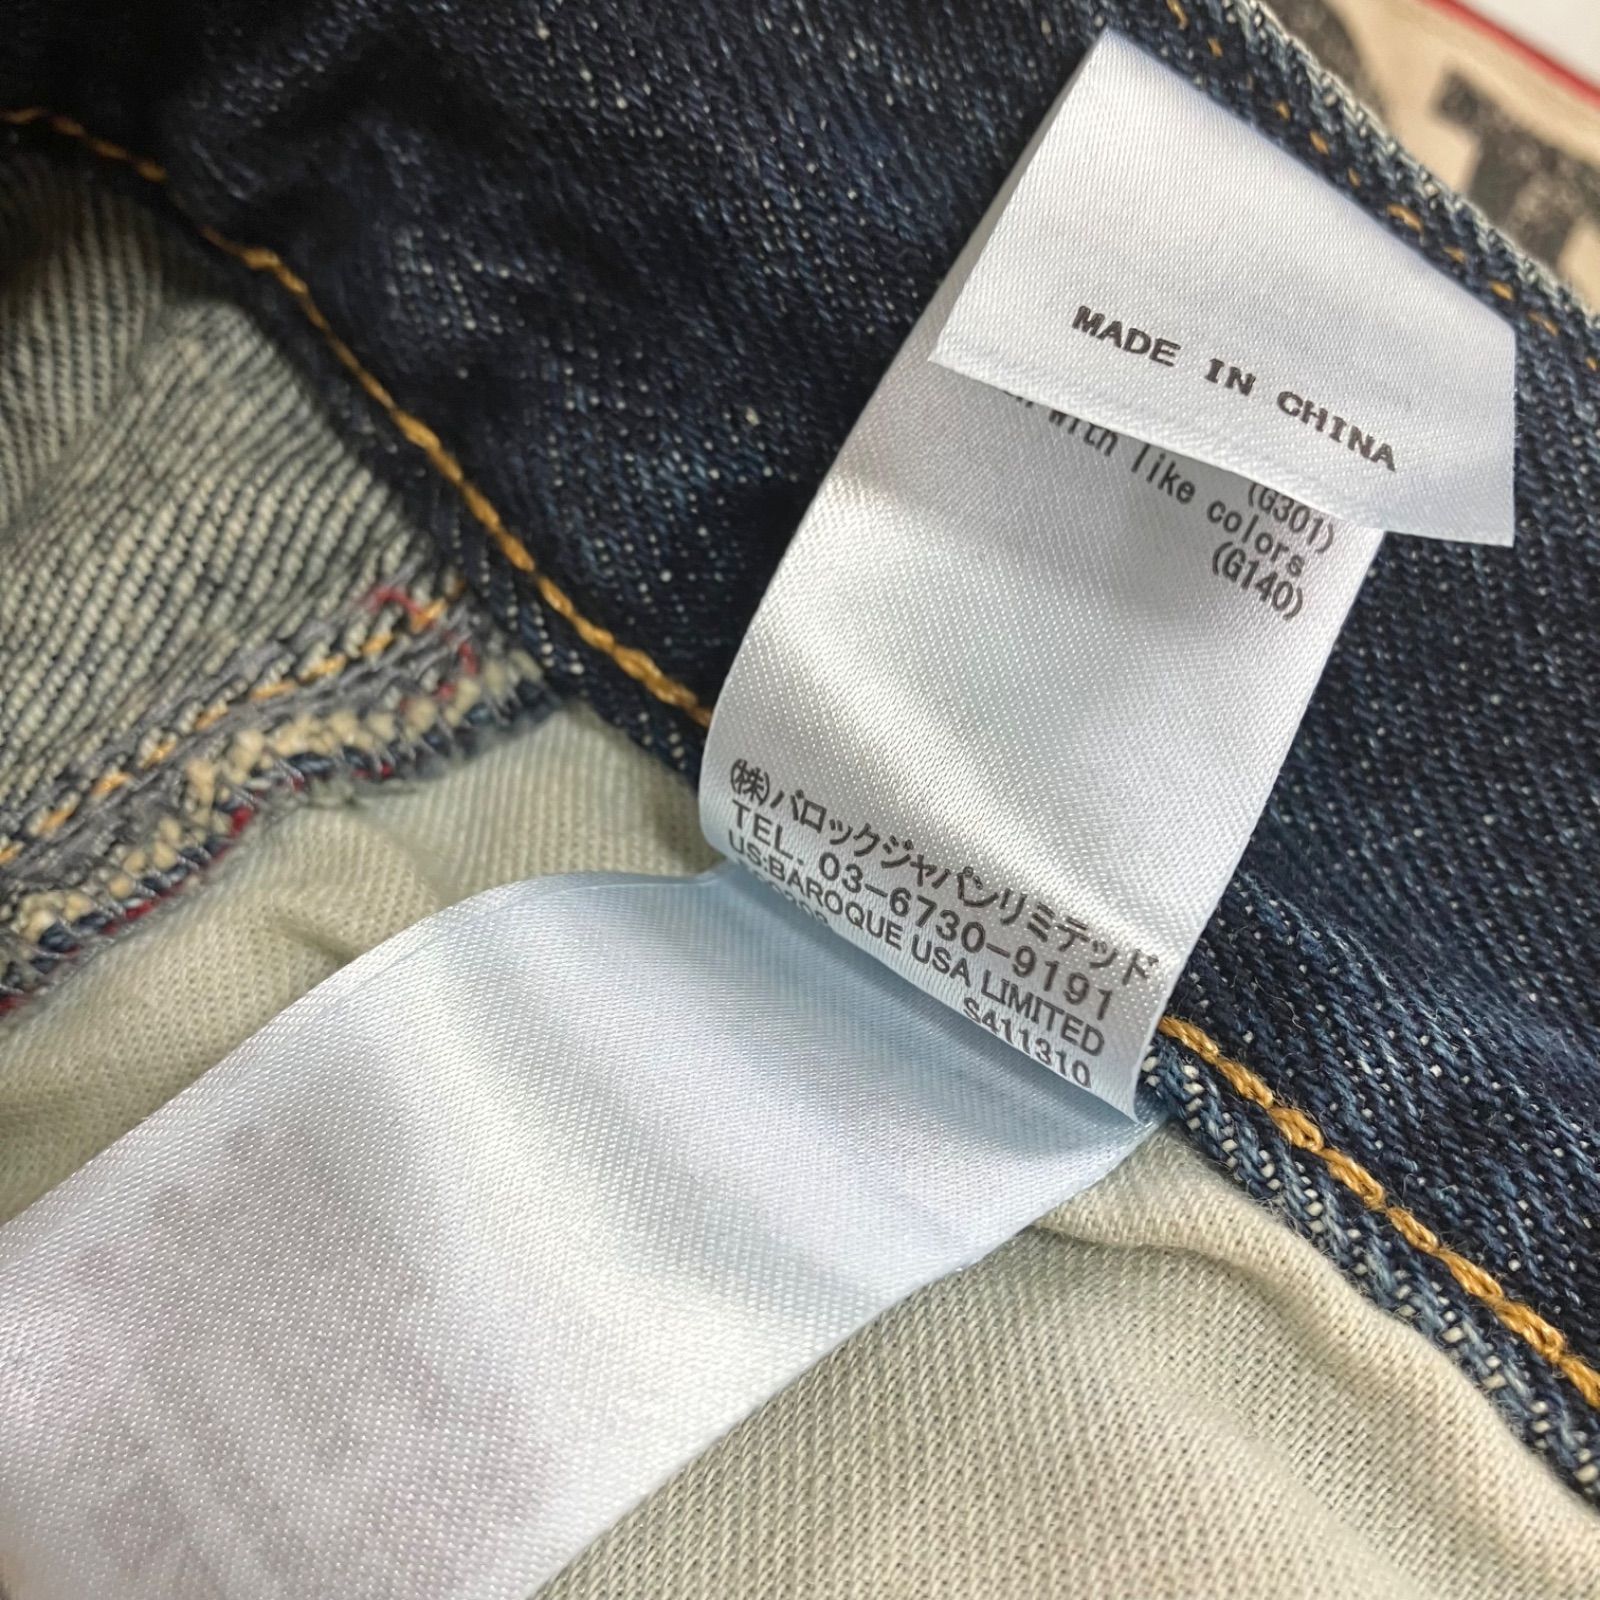 MADE IN CHINA
with like colors
(G301)
(G140)
(株)バロックジャパンリミテッド
TEL. 03-6730-9191
US:BAROQUE USA LIMITED
S411310